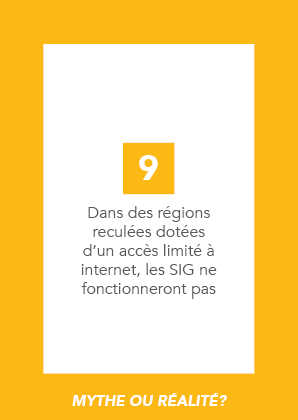 9
Dans des régions
reculées dotées
d’un accès limité à
internet, les SIG ne
fonctionneront pas
MYTHE OU RÉALITÉ?